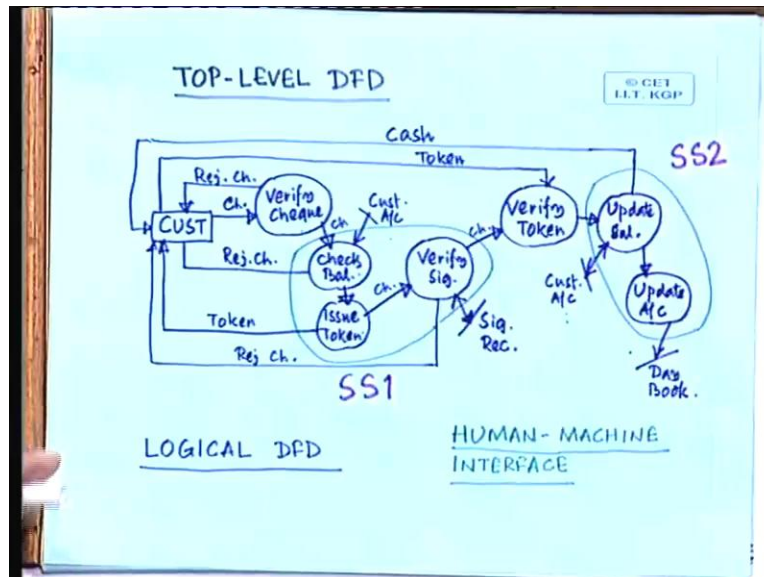 TOP-LEVEL DFD
© CET
I.I.T. KGP
Cash
Token
SS2
Rej. Ch.
Ch.
Verify
Cheque
Cust.
A/c
CUST
Ch
Verify
Token
Update
Bal.
Rej. Ch.
Check
Bal.
Verify
Sig.
ch.
Ch.
Cust.
A/c
Update
A/c
Token
Issue
Token
Sig.
Rec.
Rej Ch.
SS1
Day
Book.
LOGICAL DFD
HUMAN-MACHINE
INTERFACE